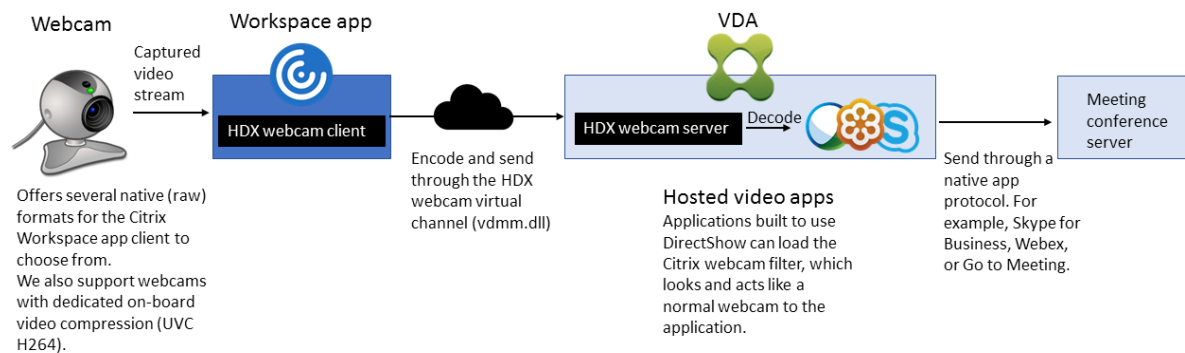 Webcam
Captured
video
stream
Offers several native (raw)
formats for the Citrix
Workspace app client to
choose from.
We also support webcams
with dedicated on-board
video compression (UVC
H264).
Workspace app
HDX webcam client
Encode and send
through the HDX
webcam virtual
channel (vdmm.dll)
VDA
HDX webcam server
Decode
S
Hosted video apps
Applications built to use
DirectShow can load the
Citrix webcam filter, which
looks and acts like a
normal webcam to the
application.
Send through a
native app
protocol. For
example, Skype for
Business, Webex,
or Go to Meeting.
Meeting
conference
server